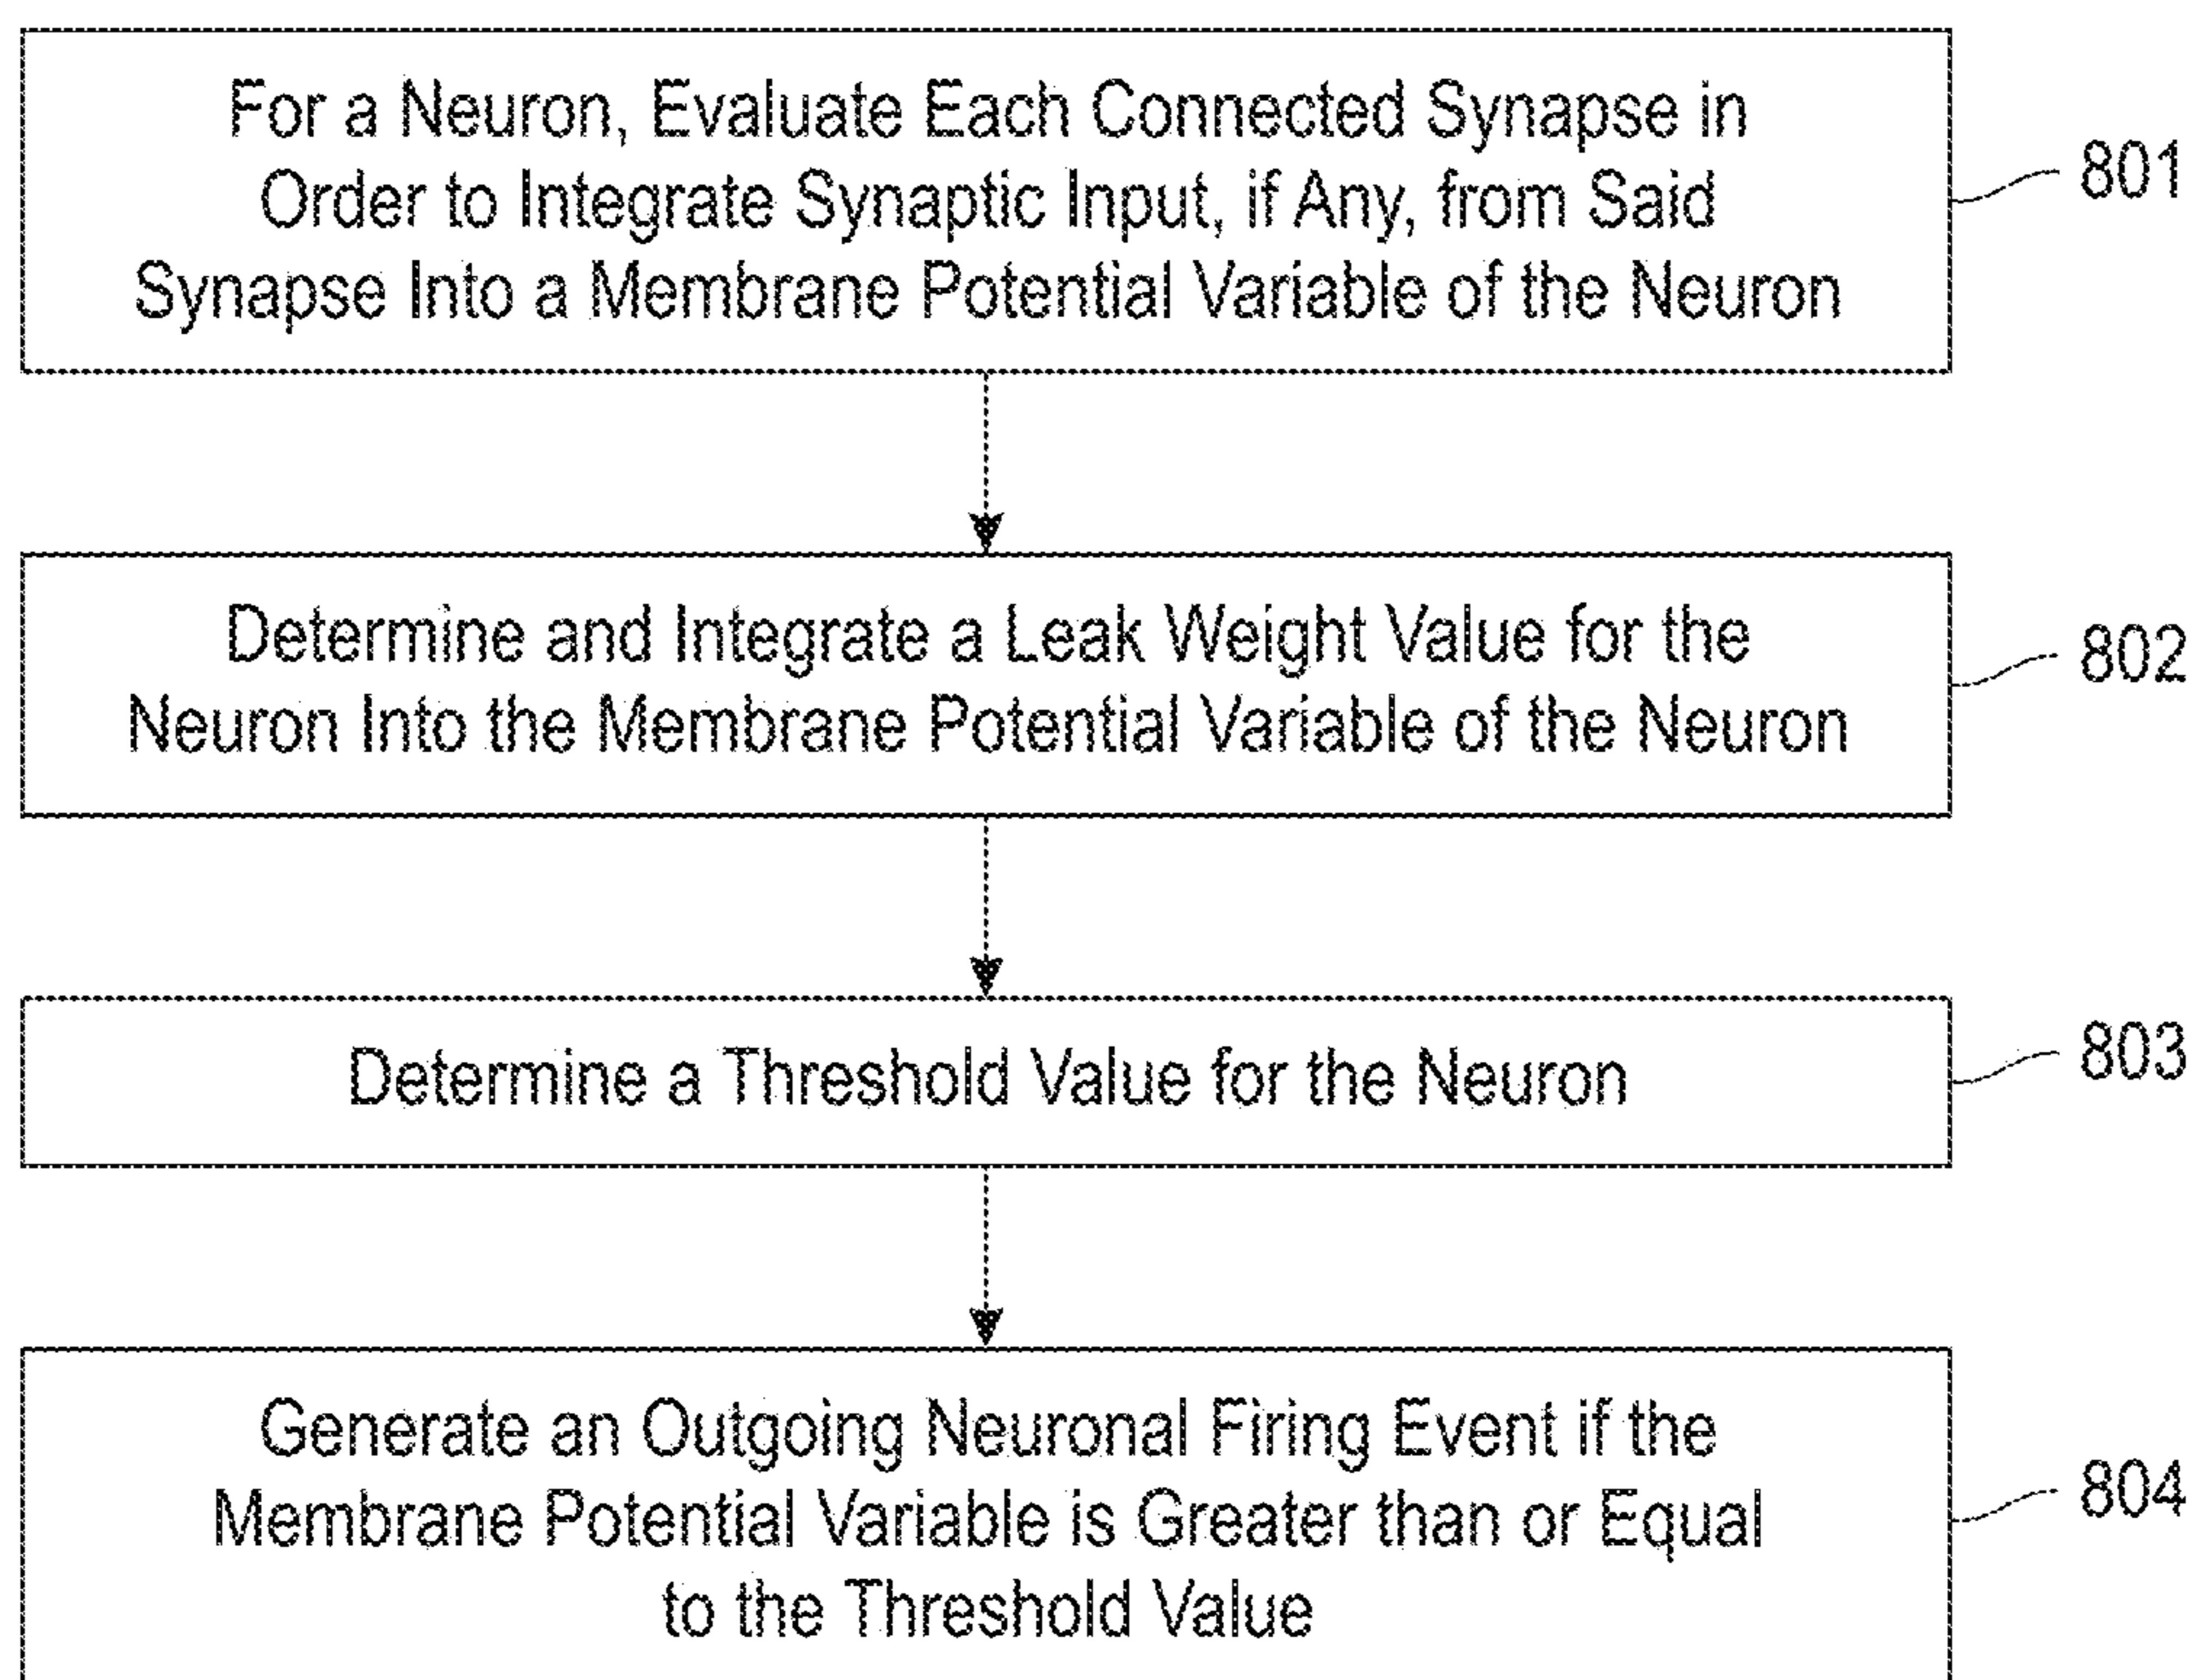 For a Neuron, Evaluate Each Connected Synapse in
Order to Integrate Synaptic Input, if Any, from Said
Synapse Into a Membrane Potential Variable of the Neuron
801
Determine and Integrate a Leak Weight Value for the
Neuron Into the Membrane Potential Variable of the Neuron
802
Determine a Threshold Value for the Neuron
803
Generate an Outgoing Neuronal Firing Event if the
Membrane Potential Variable is Greater than or Equal
to the Threshold Value
804